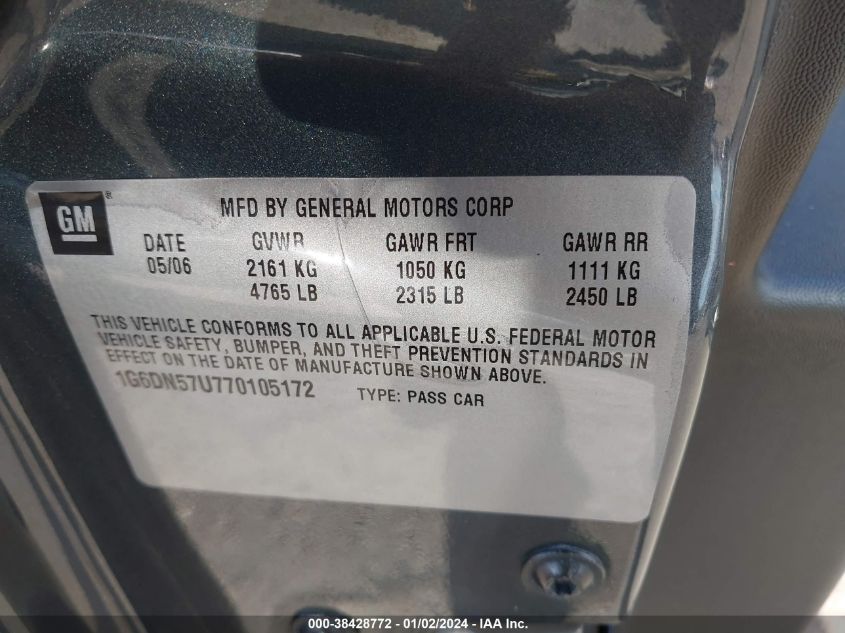 GM ®
MFD BY GENERAL MOTORS CORP
DATE GVWR GAWR FRT GAWR RR
05/06 2161 KG 1050 KG 1111 KG
4765 LB 2315 LB 2450 LB
THIS VEHICLE CONFORMS TO ALL APPLICABLE U.S. FEDERAL MOTOR
VEHICLE SAFETY, BUMPER, AND THEFT PREVENTION STANDARDS IN
EFFECT ON THE DATE OF MANUFACTURE SHOWN ABOVE.
1G6DN57U770105172 TYPE: PASS CAR
000-38428772 - 01/02/2024 - IAA Inc.